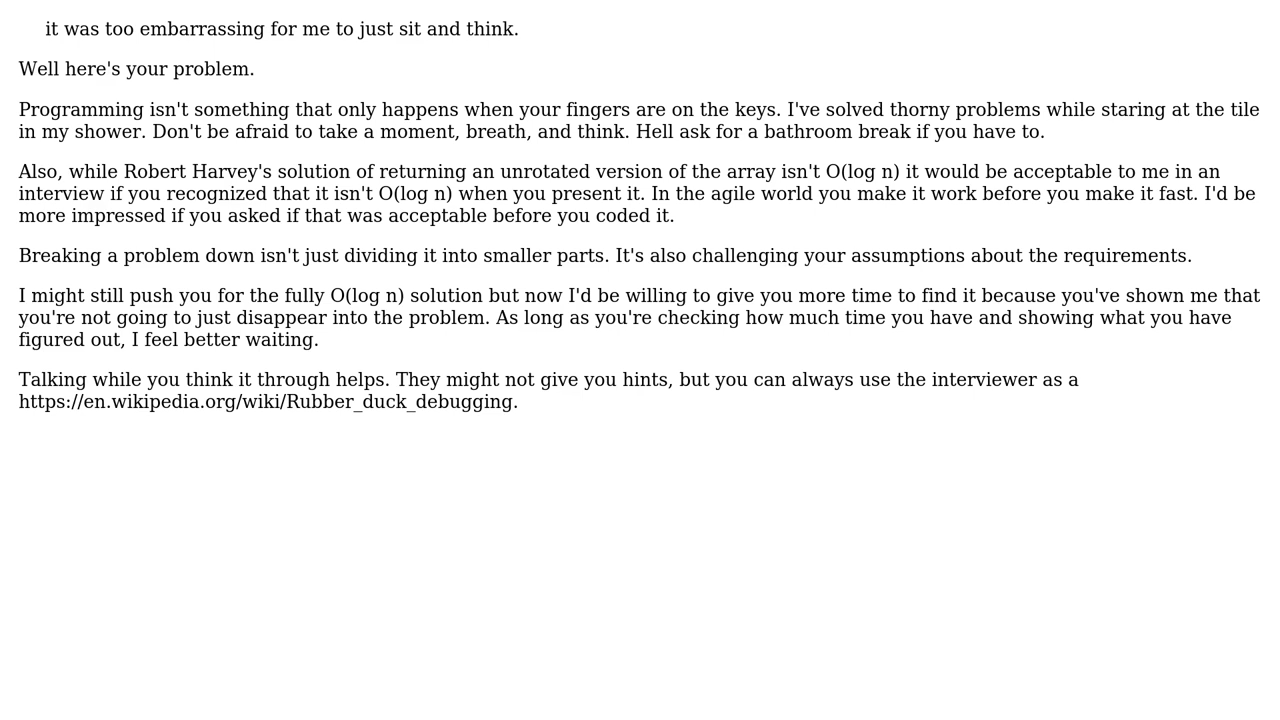 it was too embarrassing for me to just sit and think.
Well here's your problem.
Programming isn't something that only happens when your fingers are on the keys. I've solved thorny problems while staring at the tile
in my shower. Don't be afraid to take a moment, breath, and think. Hell ask for a bathroom break if you have to.
Also, while Robert Harvey's solution of returning an unrotated version of the array isn't O(log n) it would be acceptable to me in an
interview if you recognized that it isn't O(log n) when you present it. In the agile world you make it work before you make it fast. I'd be
more impressed if you asked if that was acceptable before you coded it.
Breaking a problem down isn't just dividing it into smaller parts. It's also challenging your assumptions about the requirements.
I might still push you for the fully O(log n) solution but now I'd be willing to give you more time to find it because you've shown me that
you're not going to just disappear into the problem. As long as you're checking how much time you have and showing what you have
figured out, I feel better waiting.
Talking while you think it through helps. They might not give you hints, but you can always use the interviewer as a
https://en.wikipedia.org/wiki/Rubber_duck_debugging.